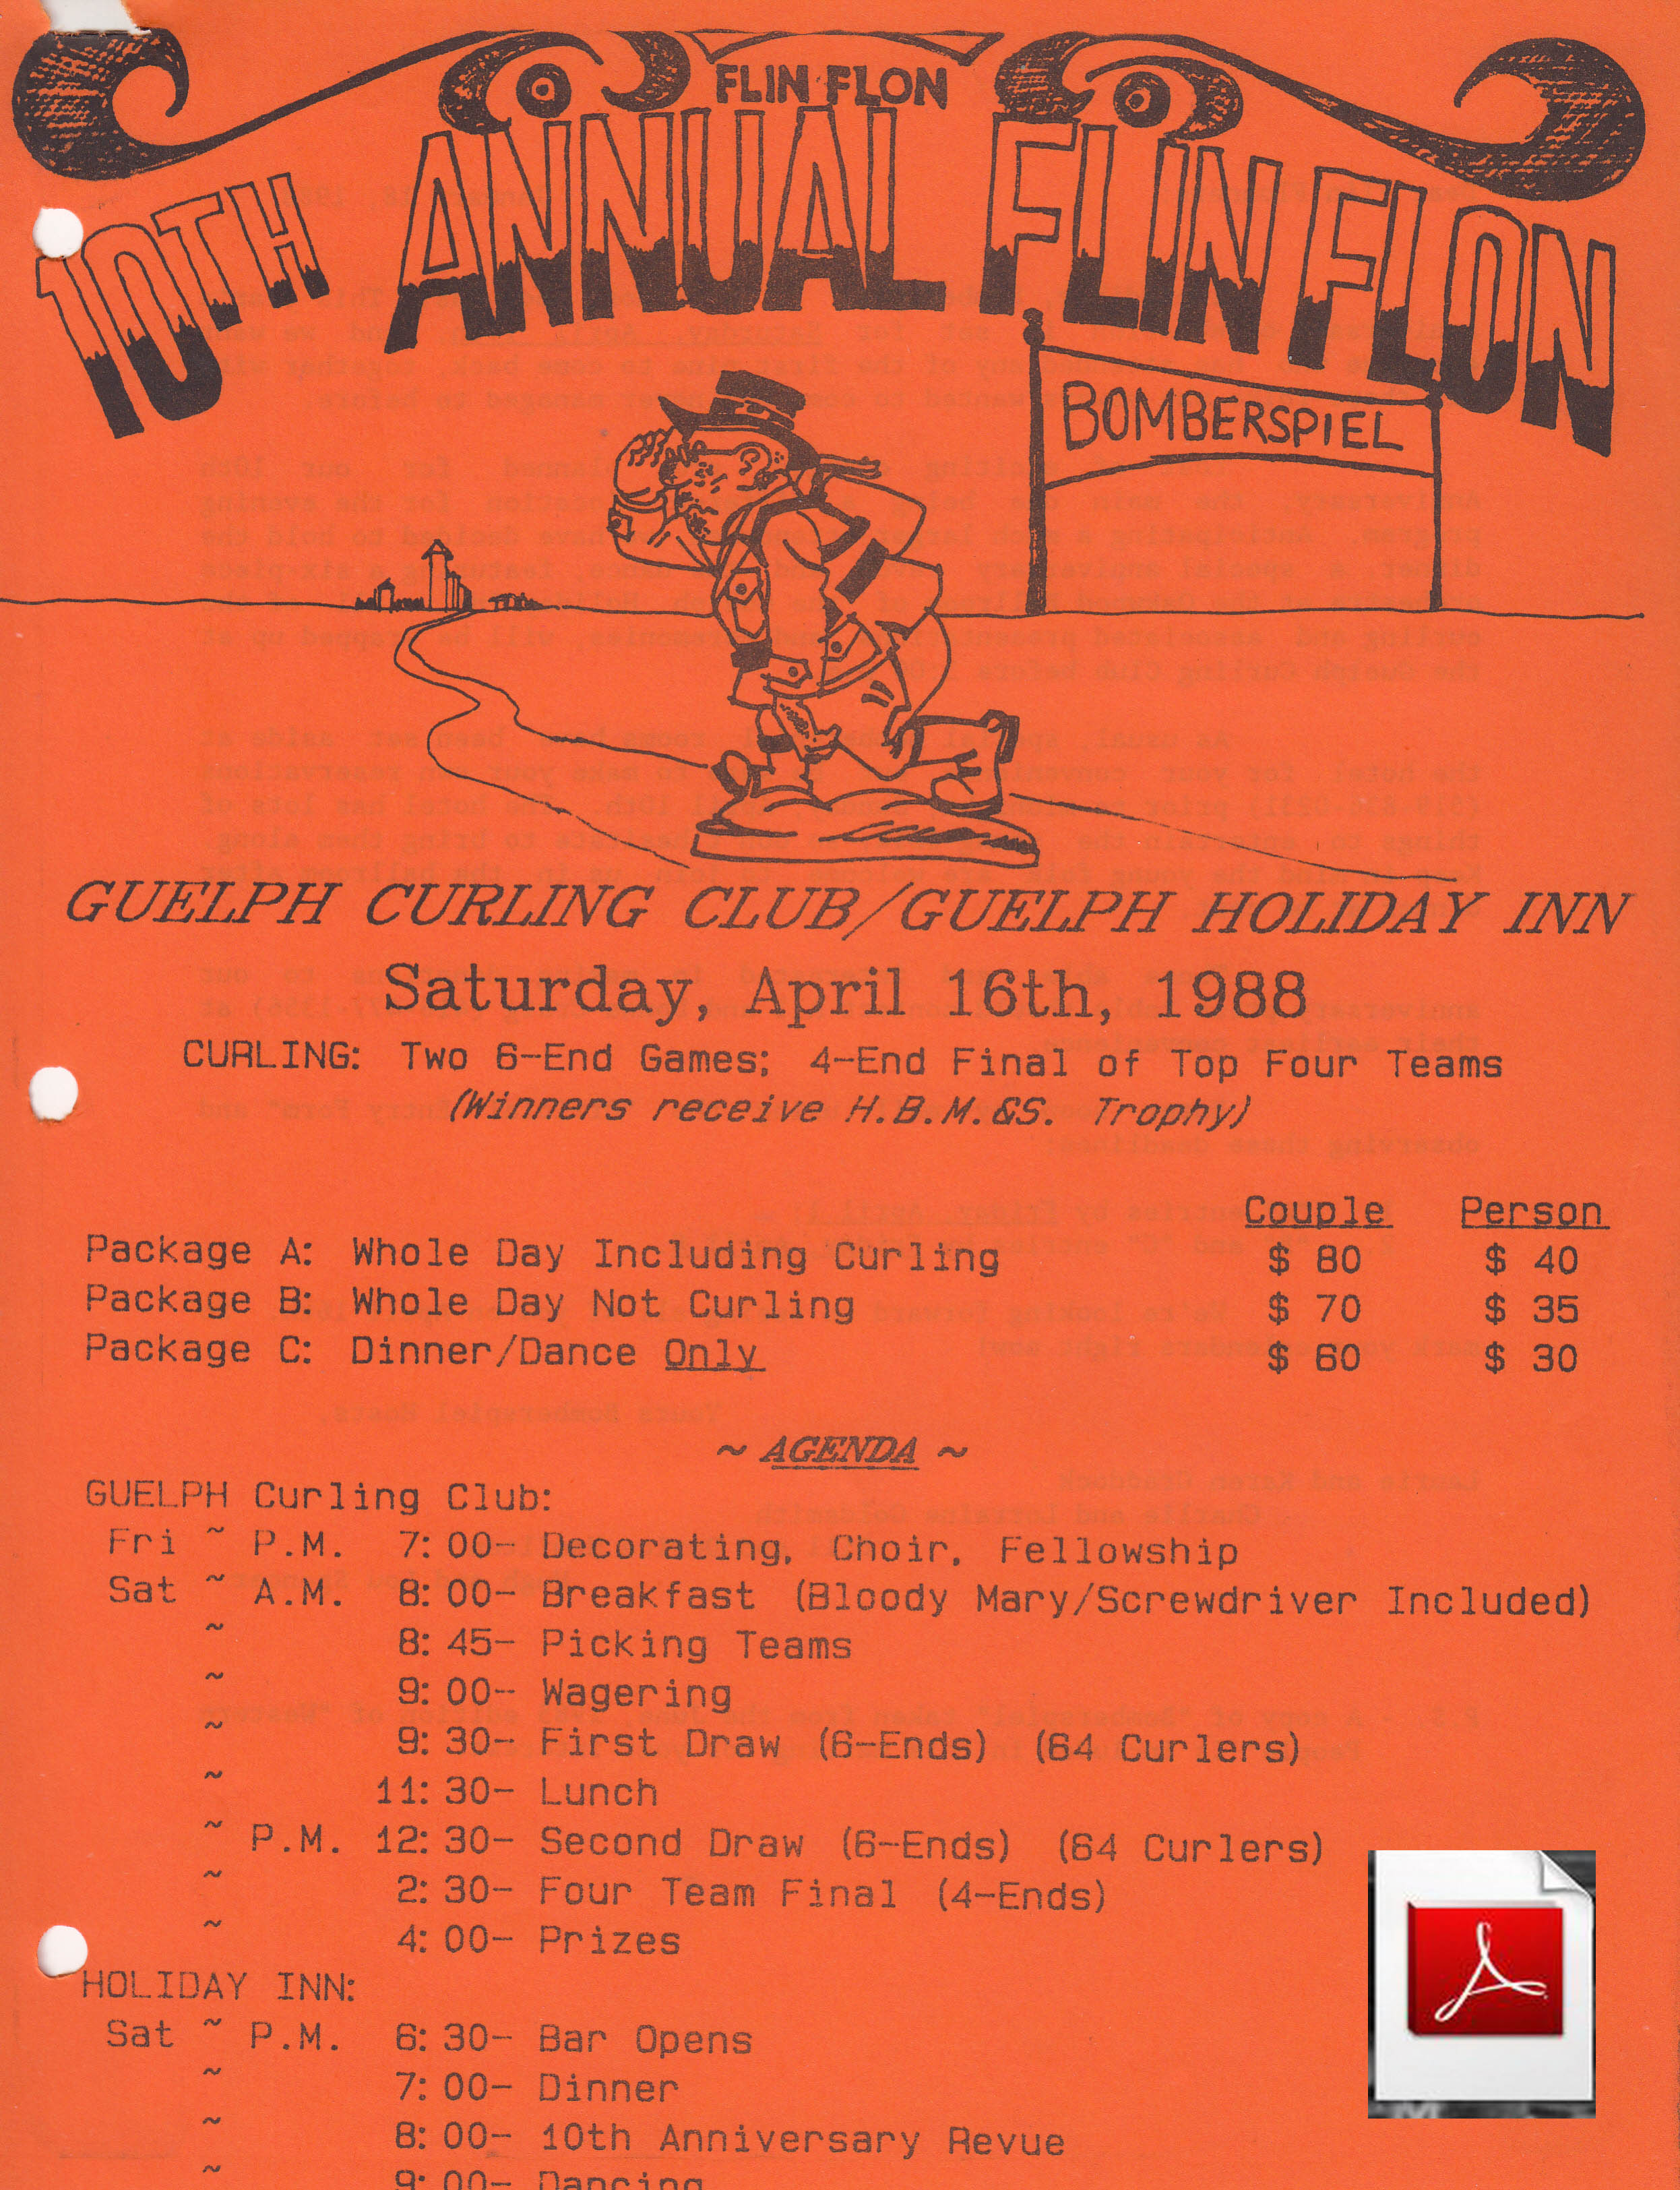 FLIN FLON
10TH ANNUAL FLIN FLON
BOMBERSPIEL
GUELPH CURLING CLUB/GUELPH HOLIDAY INN
Saturday, April 16th, 1988
CURLING: Two 6-End Games; 4-End Final of Top Four Teams
(Winners receive H.B.M.&S. Trophy)
Couple Person
Package A: Whole Day Including Curling $ 80 $ 40
Package B: Whole Day Not Curling $ 70 $ 35
Package C: Dinner/Dance Only $ 60 $ 30
~ AGENDA ~
GUELPH Curling Club:
Fri ~ P.M. 7:00- Decorating, Choir, Fellowship
Sat ~ A.M. 8:00- Breakfast (Bloody Mary/Screwdriver Included)
~ 8:45- Picking Teams
~ 9:00- Wagering
~ 9:30- First Draw (6-Ends) (64 Curlers)
~ 11:30- Lunch
~ P.M. 12:30- Second Draw (6-Ends) (64 Curlers)
~ 2:30- Four Team Final (4-Ends)
~ 4:00- Prizes
HOLIDAY INN:
Sat ~ P.M. 6:30- Bar Opens
~ 7:00- Dinner
~ 8:00- 10th Anniversary Revue
~ 9:00- Dancing